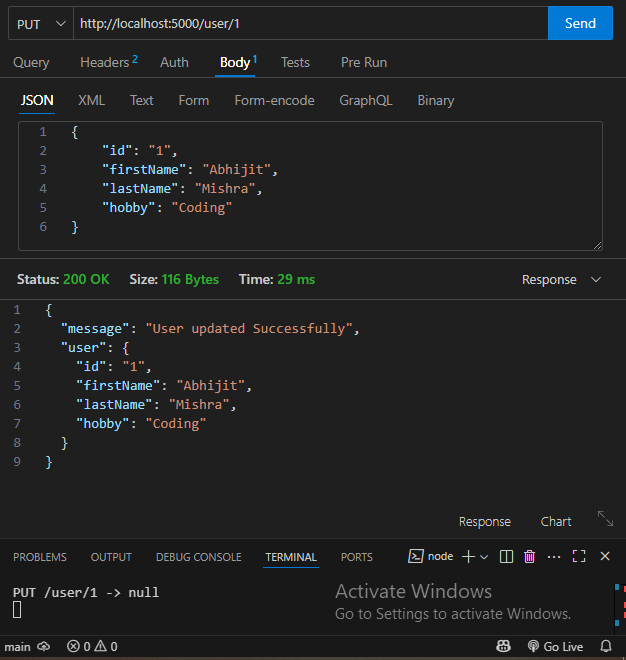 PUT http://localhost:5000/user/1 Send
Query Headers 2 Auth Body 1 Tests Pre Run
JSON XML Text Form Form-encode GraphQL Binary
1 {
2 "id": "1",
3 "firstName": "Abhijit",
4 "lastName": "Mishra",
5 "hobby": "Coding"
6 }
Status: 200 OK Size: 116 Bytes Time: 29 ms Response
1 {
2 "message": "User updated Successfully",
3 "user": {
4 "id": "1",
5 "firstName": "Abhijit",
6 "lastName": "Mishra",
7 "hobby": "Coding"
8 }
9 }
Response Chart
PROBLEMS OUTPUT DEBUG CONSOLE TERMINAL PORTS node
PUT /user/1 -> null
Activate Windows
Go to Settings to activate Windows.
main 0 0 Go Live